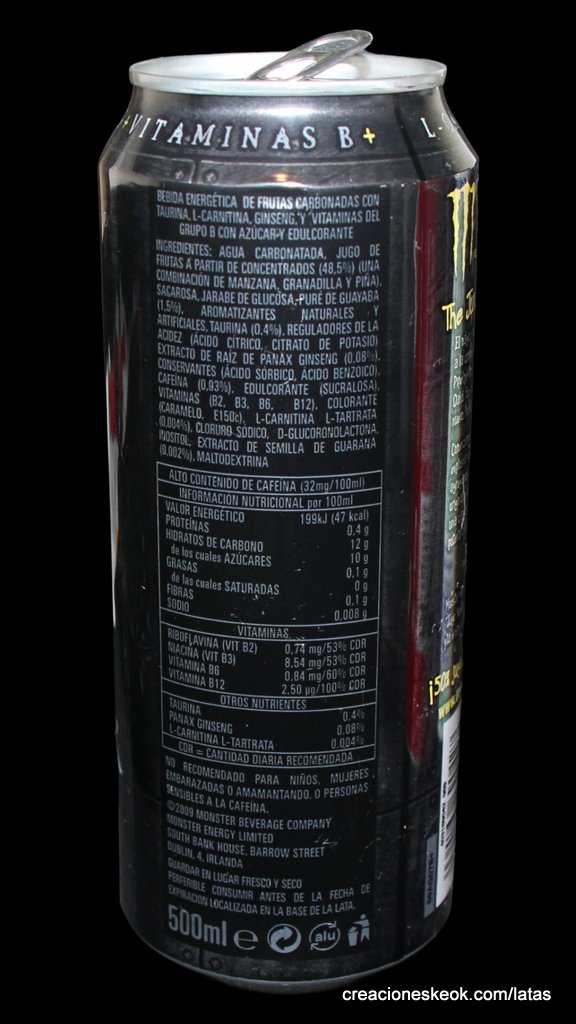 +VITAMINAS B+ L-
BEBIDA ENERGÉTICA DE FRUTAS CARBONADAS CON
TAURINA, L-CARNITINA, GINSENG, Y VITAMINAS DEL
GRUPO B CON AZÚCAR Y EDULCORANTE
INGREDIENTES: AGUA CARBONATADA, JUGO DE
FRUTAS A PARTIR DE CONCENTRADOS (48.5%) (UNA
COMBINACIÓN DE MANZANA, GRANADILLA Y PIÑA),
SACAROSA, JARABE DE GLUCOSA, PURÉ DE GUAYABA
(1.5%), AROMATIZANTES NATURALES Y
ARTIFICIALES, TAURINA (0,4%), REGULADORES DE LA
ACIDEZ (ÁCIDO CÍTRICO, CITRATO DE POTASIO)
EXTRACTO DE RAÍZ DE PANAX GINSENG (0.08%),
CONSERVANTES (ÁCIDO SÓRBICO, ÁCIDO BENZOICO),
CAFEÍNA (0,03%), EDULCORANTE (SUCRALOSA),
VITAMINAS (B2, B3, B6, B12), COLORANTE
(CARAMELO, E150c), L-CARNITINA L-TARTRATA
(0.004%), CLORURO SÓDICO, D-GLUCORONOLACTONA,
INOSITOL, EXTRACTO DE SEMILLA DE GUARANA
(0.002%), MALTODEXTRINA
ALTO CONTENIDO DE CAFEÍNA (32mg/100ml)
INFORMACION NUTRICIONAL por 100ml
VALOR ENERGÉTICO 199kJ (47 kcal)
PROTEÍNAS 0,4 g
HIDRATOS DE CARBONO 12 g
de los cuales AZÚCARES 10 g
GRASAS 0,1 g
de las cuales SATURADAS 0 g
FIBRAS 0,1 g
SODIO 0.008 g
VITAMINAS
RIBOFLAVINA (VIT B2) 0,74 mg/53% CDR
NIACINA (VIT B3) 8.54 mg/53% CDR
VITAMINA B6 0.84 mg/60% CDR
VITAMINA B12 2.50 µg/100% CDR
OTROS NUTRIENTES
TAURINA 0.4%
PANAX GINSENG 0.08%
L-CARNITINA L-TARTRATA 0.004%
CDR = CANTIDAD DIARIA RECOMENDADA
NO RECOMENDADO PARA NIÑOS, MUJERES
EMBARAZADAS O AMAMANTANDO, O PERSONAS
SENSIBLES A LA CAFEÍNA.
©2009 MONSTER BEVERAGE COMPANY
MONSTER ENERGY LIMITED
SOUTH BANK HOUSE, BARROW STREET
DUBLIN, 4, IRLANDA
GUARDAR EN LUGAR FRESCO Y SECO
PERFERIBLE CONSUMIR ANTES DE LA FECHA DE
EXPIRACION LOCALIZADA EN LA BASE DE LA LATA.
500ml e alu
The
¡50%
creacioneskeok.com/latas